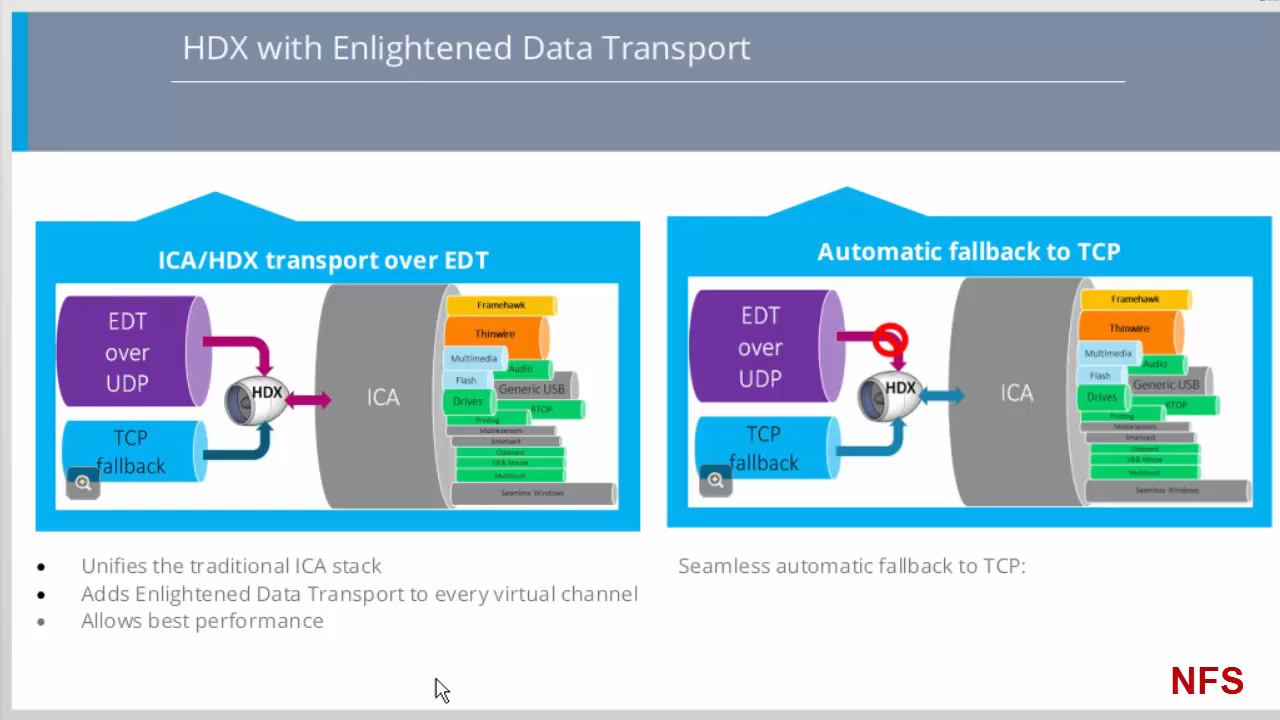 HDX with Enlightened Data Transport
ICA/HDX transport over EDT
EDT
over
UDP
TCP
fallback
HDX
ICA
Framehawk
Thinwire
Multimedia
Audio
Flash
Generic USB
Drives
RTOP
Printing
Mobile sensors
Smartcard
Clipboard
KB & Mouse
Multitouch
Seamless Windows
Unifies the traditional ICA stack
Adds Enlightened Data Transport to every virtual channel
Allows best performance
Automatic fallback to TCP
EDT
over
UDP
TCP
fallback
HDX
ICA
Framehawk
Thinwire
Multimedia
Audio
Flash
Generic USB
Drives
RTOP
Printing
Mobile sensors
Smartcard
Clipboard
KB & Mouse
Multitouch
Seamless Windows
Seamless automatic fallback to TCP:
NFS